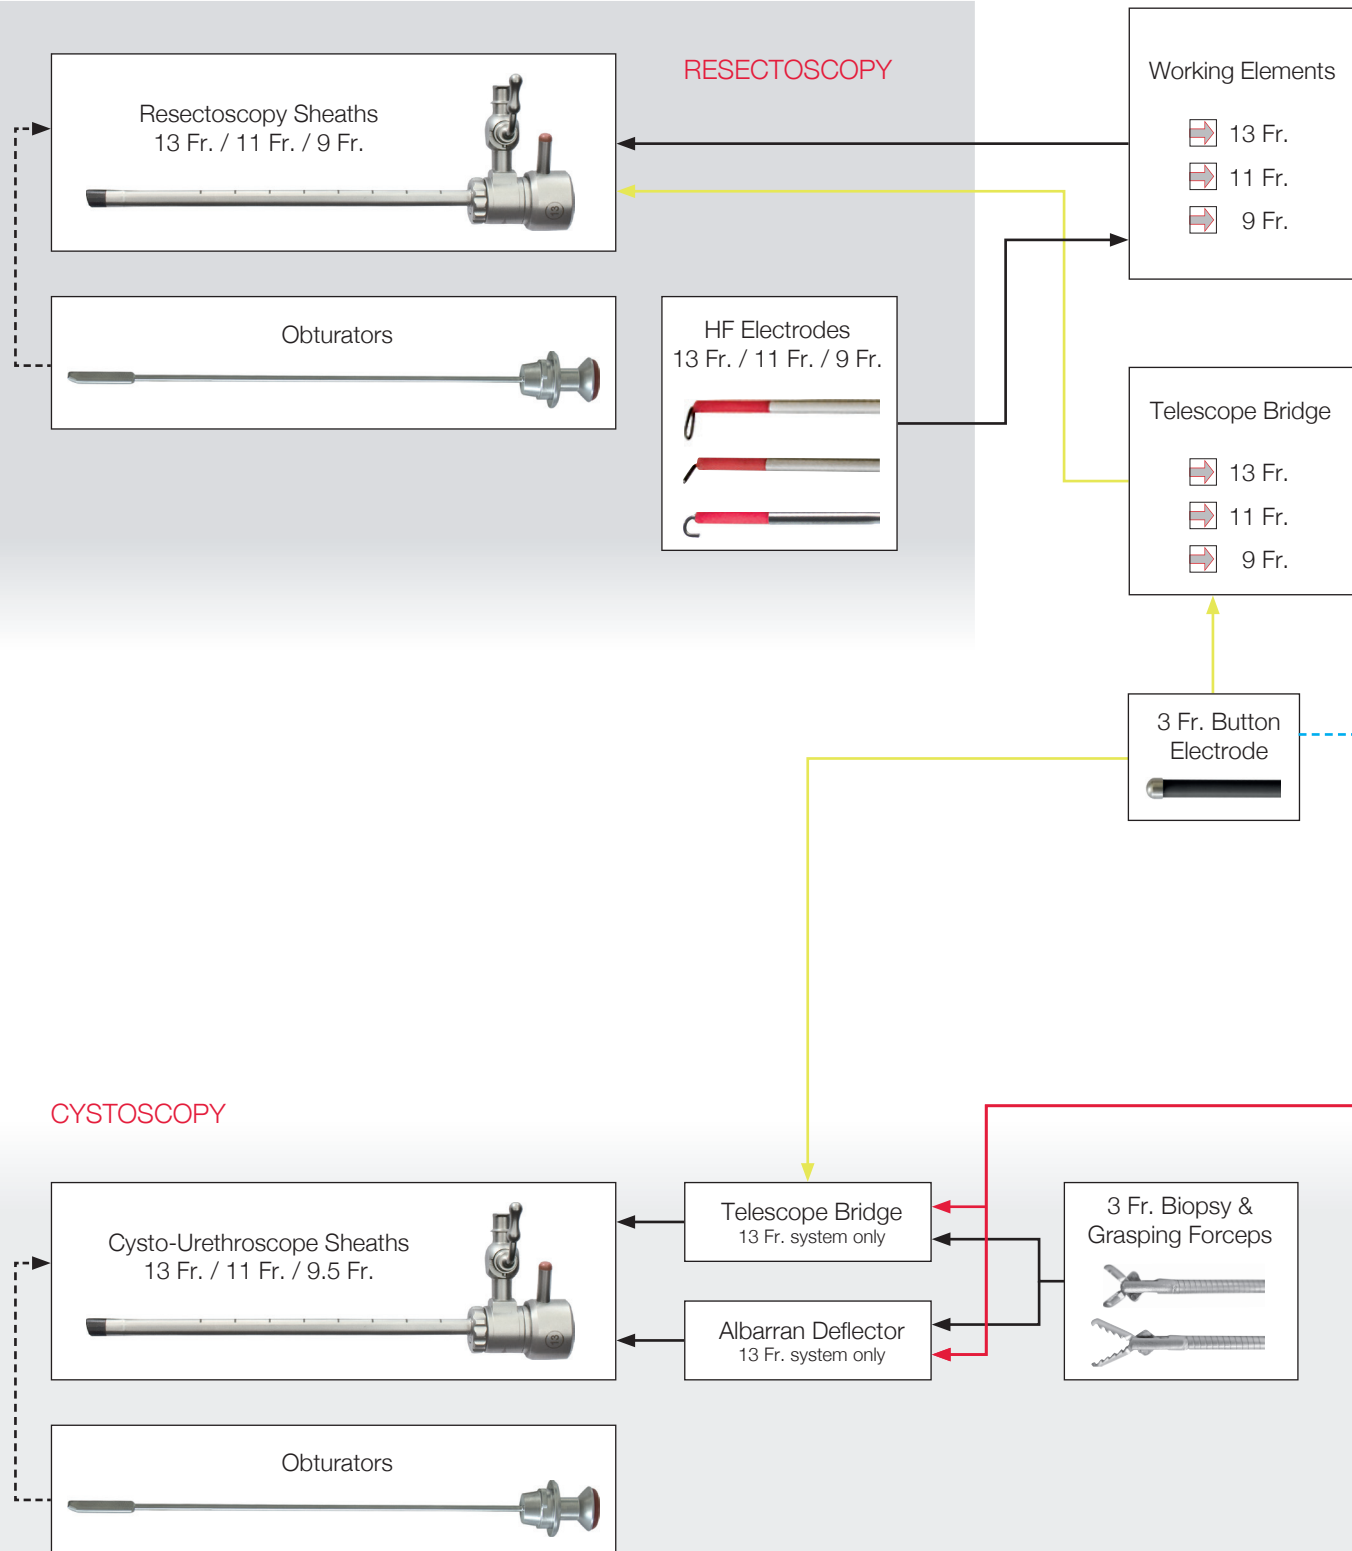 RESECTOSCOPY
Resectoscopy Sheaths
13 Fr. / 11 Fr. / 9 Fr.
13
Obturators
HF Electrodes
13 Fr. / 11 Fr. / 9 Fr.
Working Elements
13 Fr.
11 Fr.
9 Fr.
Telescope Bridge
13 Fr.
11 Fr.
9 Fr.
3 Fr. Button
Electrode
CYSTOSCOPY
Cysto-Urethroscope Sheaths
13 Fr. / 11 Fr. / 9.5 Fr.
13
Telescope Bridge
13 Fr. system only
Albarran Deflector
13 Fr. system only
3 Fr. Biopsy &
Grasping Forceps
Obturators